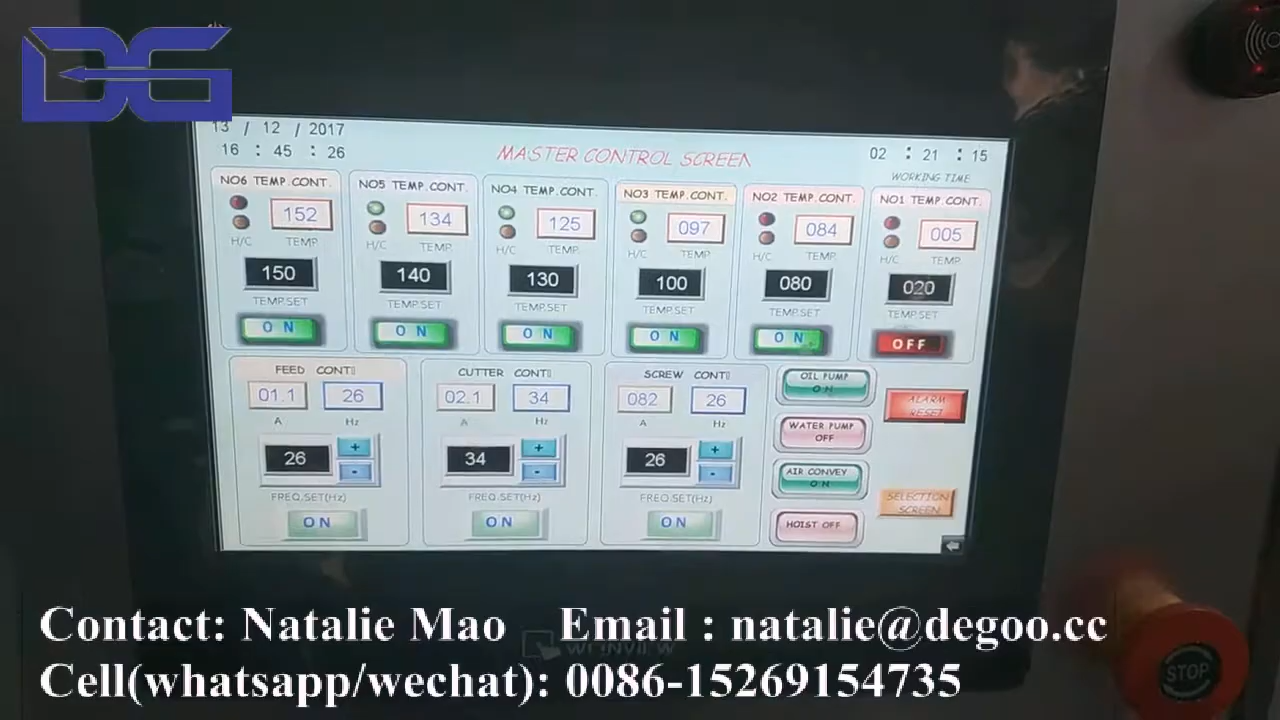 DG
13 / 12 / 2017
16 : 45 : 26
MASTER CONTROL SCREEN
02 : 21 : 15
WORKING TIME
NO6 TEMP.CONT.
152
H/C TEMP.
150
TEMP.SET
ON
NO5 TEMP.CONT.
134
H/C TEMP.
140
TEMP.SET
ON
NO4 TEMP.CONT.
125
H/C TEMP.
130
TEMP.SET
ON
NO3 TEMP.CONT.
097
H/C TEMP.
100
TEMP.SET
ON
NO2 TEMP.CONT.
084
H/C TEMP.
080
TEMP.SET
ON
NO1 TEMP.CONT.
005
H/C TEMP.
020
TEMP.SET
OFF
FEED CONT
01.1 26
A Hz
26 + -
FREQ.SET(Hz)
ON
CUTTER CONT
02.1 34
A Hz
34 + -
FREQ.SET(Hz)
ON
SCREW CONT
082 26
A Hz
26 + -
FREQ.SET(Hz)
ON
OIL PUMP
ON
WATER PUMP
OFF
AIR CONVEY
ON
HOIST OFF
ALARM
RESET
SELECTION
SCREEN
Contact: Natalie Mao Email : natalie@degoo.cc
Cell(whatsapp/wechat): 0086-15269154735
STOP